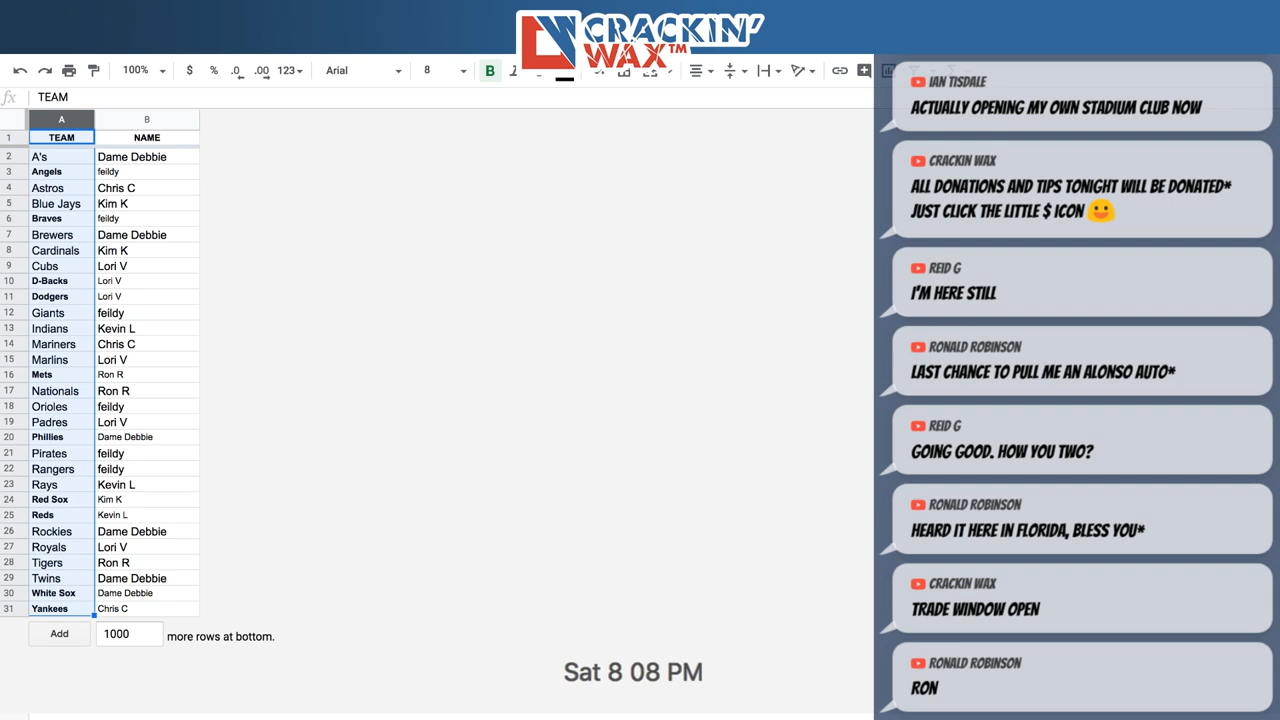 CRACKIN'
WAX™
100% $ % .0 .00 123 Arial 8 B
fx TEAM
A B
1 TEAM NAME
2 A's Dame Debbie
3 Angels feildy
4 Astros Chris C
5 Blue Jays Kim K
6 Braves feildy
7 Brewers Dame Debbie
8 Cardinals Kim K
9 Cubs Lori V
10 D-Backs Lori V
11 Dodgers Lori V
12 Giants feildy
13 Indians Kevin L
14 Mariners Chris C
15 Marlins Lori V
16 Mets Ron R
17 Nationals Ron R
18 Orioles feildy
19 Padres Lori V
20 Phillies Dame Debbie
21 Pirates feildy
22 Rangers feildy
23 Rays Kevin L
24 Red Sox Kim K
25 Reds Kevin L
26 Rockies Dame Debbie
27 Royals Lori V
28 Tigers Ron R
29 Twins Dame Debbie
30 White Sox Dame Debbie
31 Yankees Chris C
Add 1000 more rows at bottom.
Sat 8 08 PM
IAN TISDALE
ACTUALLY OPENING MY OWN STADIUM CLUB NOW
CRACKIN WAX
ALL DONATIONS AND TIPS TONIGHT WILL BE DONATED*
JUST CLICK THE LITTLE $ ICON
REID G
I'M HERE STILL
RONALD ROBINSON
LAST CHANCE TO PULL ME AN ALONSO AUTO*
REID G
GOING GOOD. HOW YOU TWO?
RONALD ROBINSON
HEARD IT HERE IN FLORIDA, BLESS YOU*
CRACKIN WAX
TRADE WINDOW OPEN
RONALD ROBINSON
RON